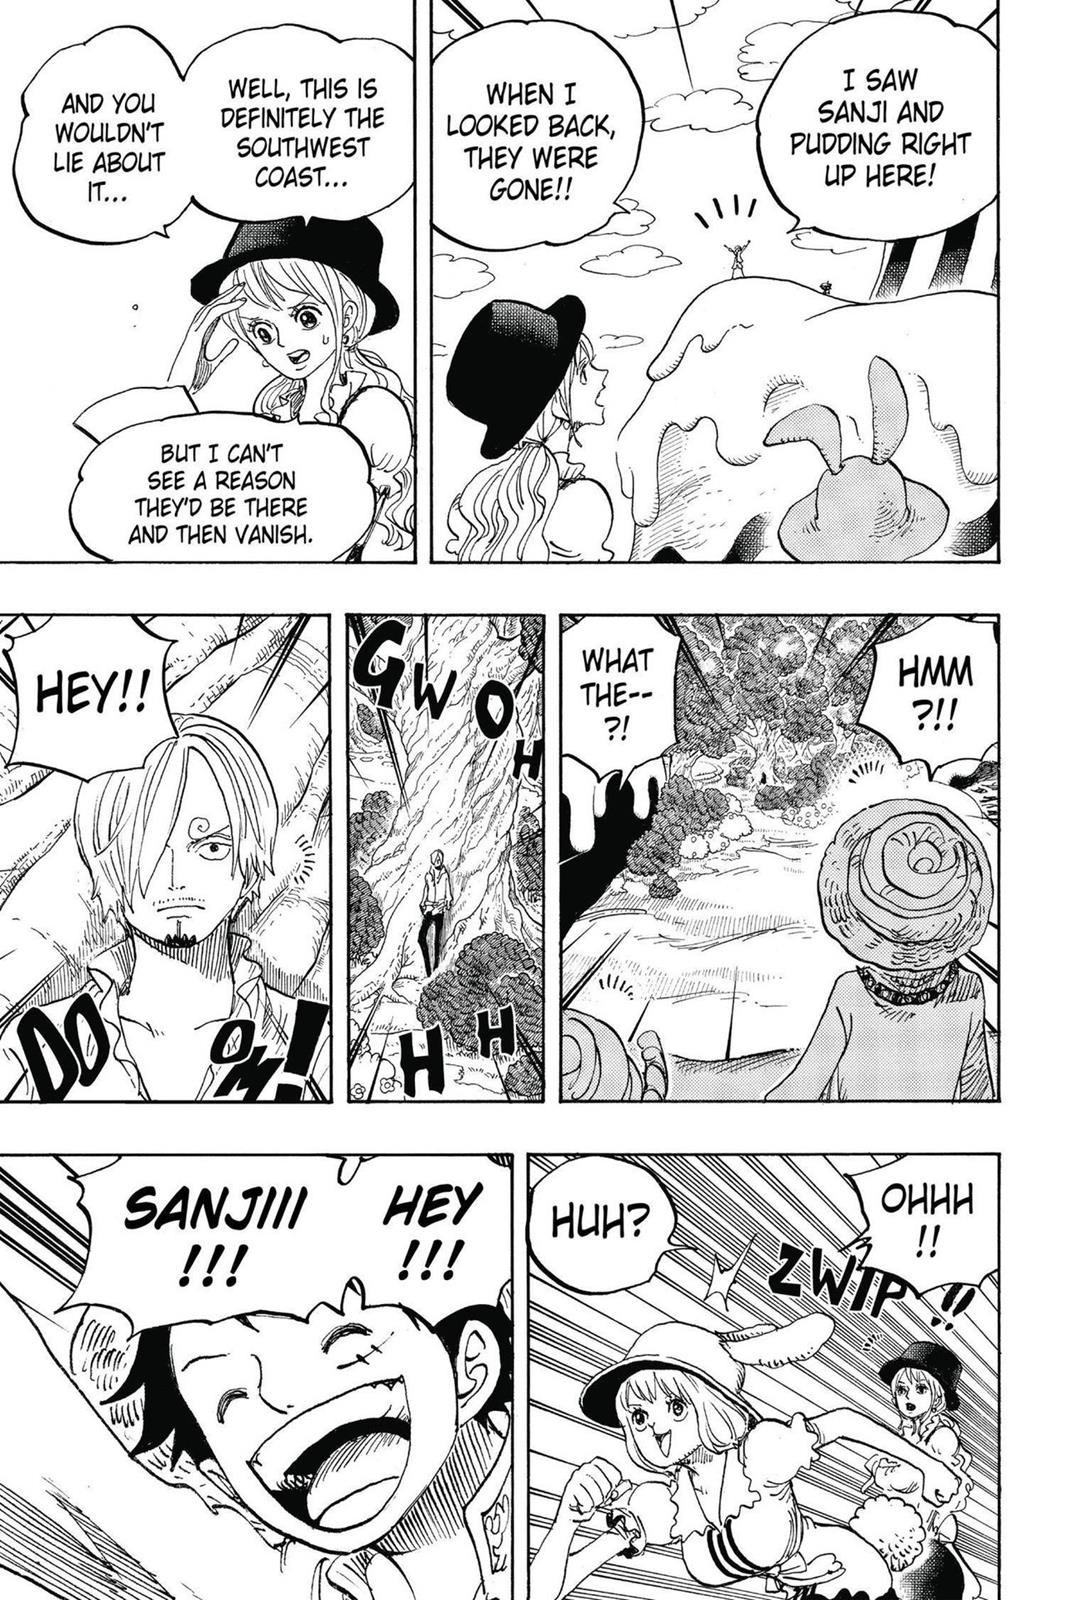 I SAW
SANJI AND
PUDDING RIGHT
UP HERE!
WHEN I
LOOKED BACK,
THEY WERE
GONE!!
WELL, THIS IS
DEFINITELY THE
SOUTHWEST
COAST...
AND YOU
WOULDN'T
LIE ABOUT
IT...
BUT I CAN'T
SEE A REASON
THEY'D BE THERE
AND THEN VANISH.
HMM
?!!
WHAT
THE--
?!
GWOH
HH
HEY!!
DOOM!
OHHH
!!
ZWIP!!
HUH?
HEY
!!!
SANJIII
!!!